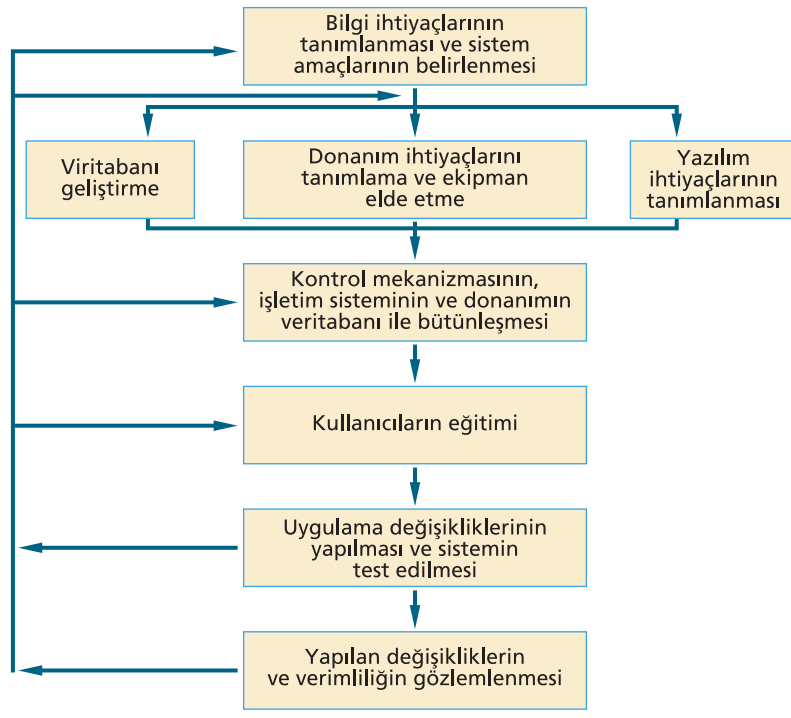 Bilgi ihtiyaçlarının
tanımlanması ve sistem
amaçlarının belirlenmesi
Viritabanı
geliştirme
Donanım ihtiyaçlarını
tanımlama ve ekipman
elde etme
Yazılım
ihtiyaçlarının
tanımlanması
Kontrol mekanizmasının,
işletim sisteminin ve donanımın
veritabanı ile bütünleşmesi
Kullanıcıların eğitimi
Uygulama değişikliklerinin
yapılması ve sistemin
test edilmesi
Yapılan değişikliklerin
ve verimliliğin gözlemlenmesi